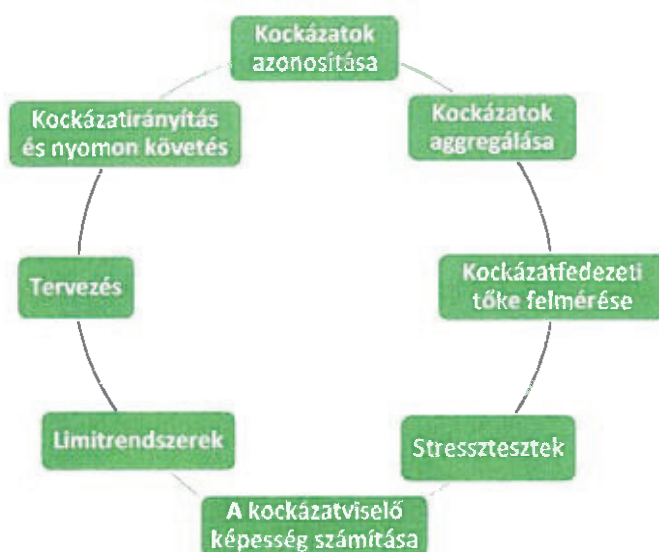 Kockázatok
azonosítása
Kockázatok
aggregálása
Kockázatfedezeti
tőke felmérése
Stressztesztek
A kockázatviselő
képesség számítása
Limitrendszerek
Tervezés
Kockázatirányítás
és nyomon követés